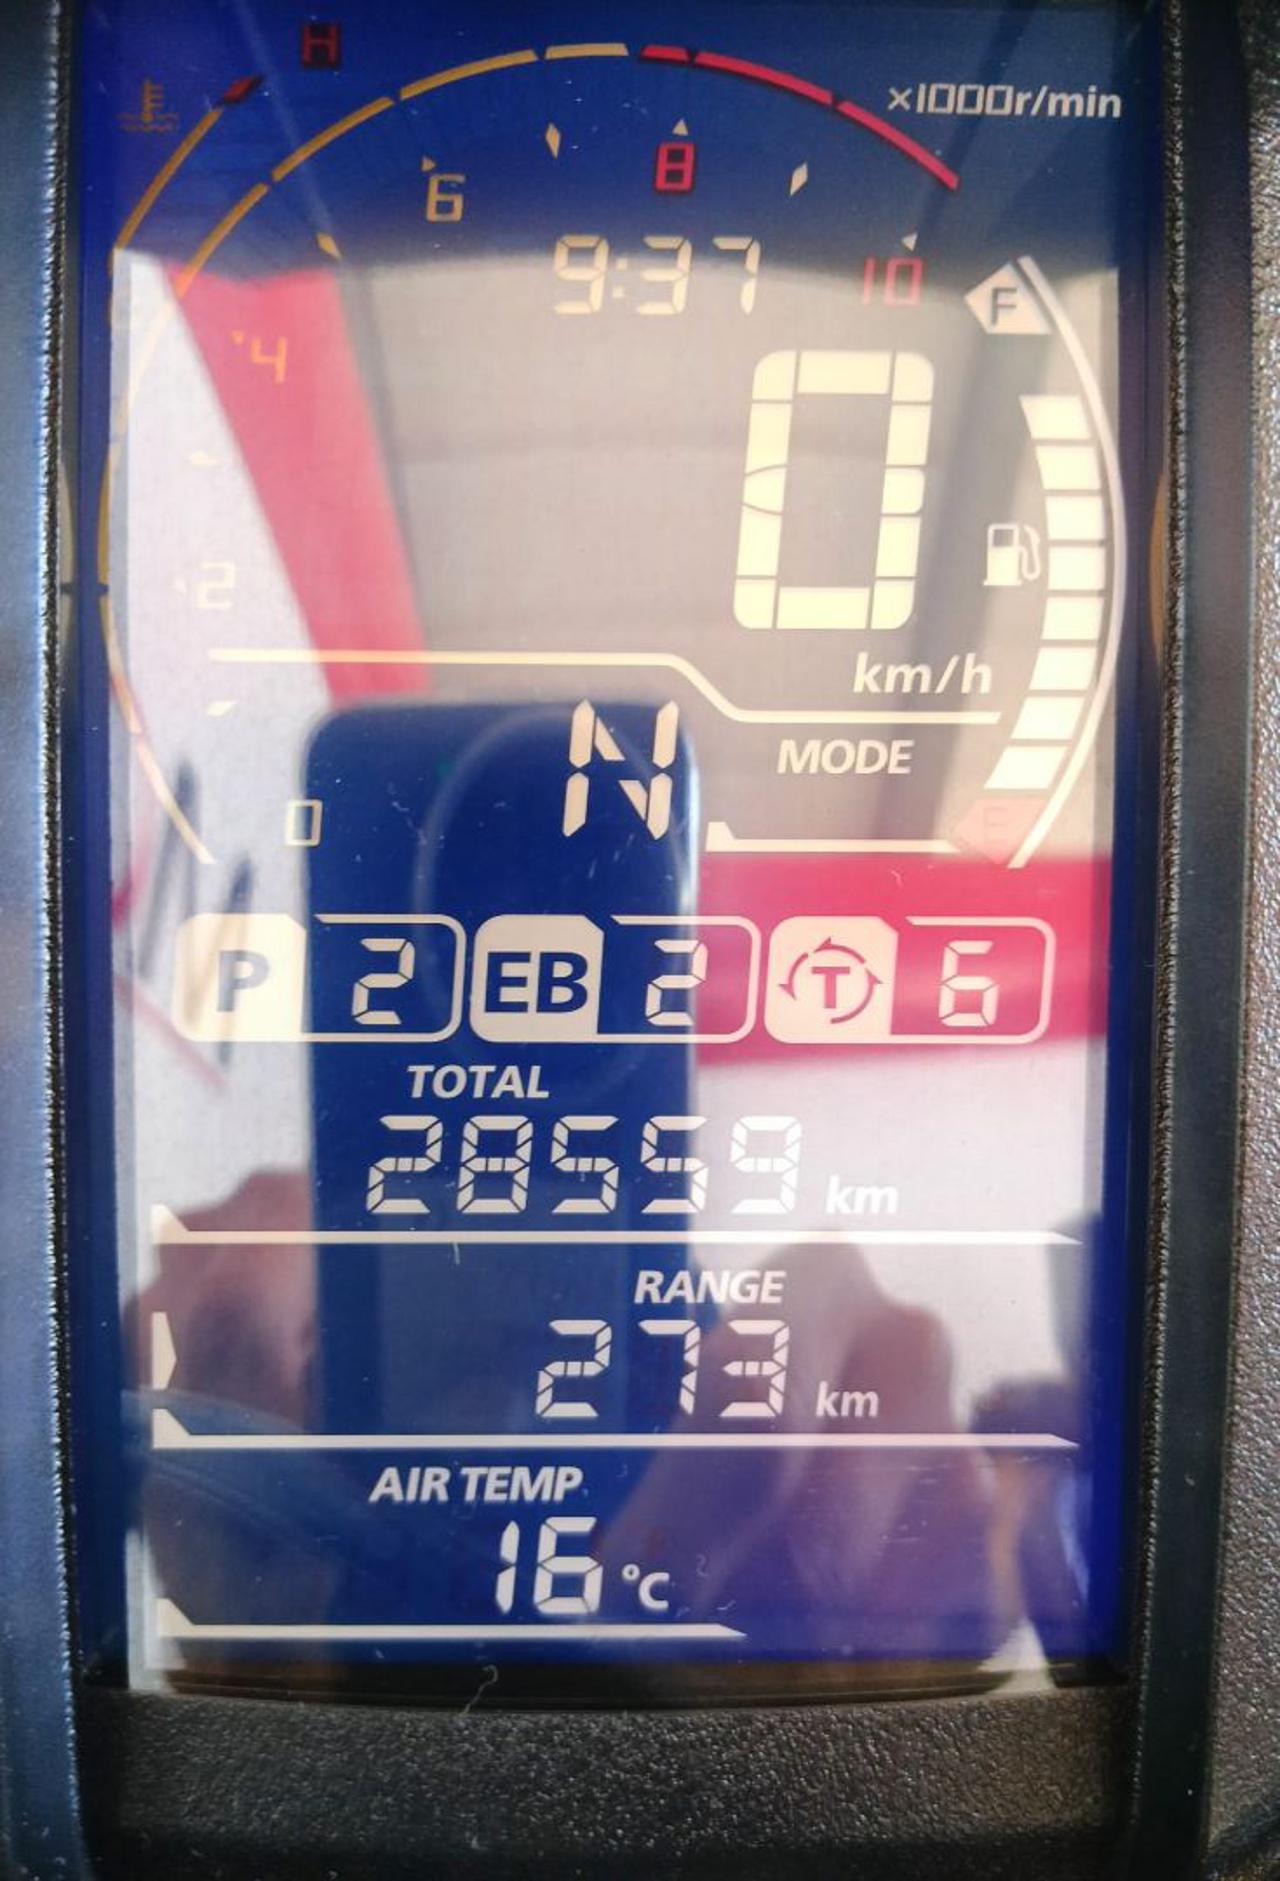 H
×1000r/min
6
8
9:37
10
F
4
0
2
km/h
N
MODE
0
E
P 2 EB 2 T 6
TOTAL
28559 km
RANGE
273 km
AIR TEMP
16 °C